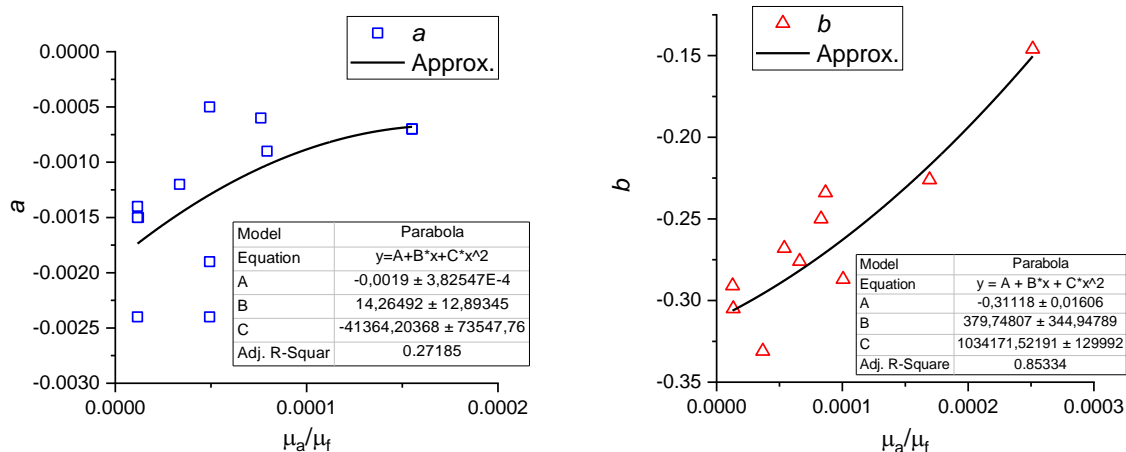 a
Approx.
0.0000
-0.0005
-0.0010
-0.0015
-0.0020
-0.0025
-0.0030
a
Model Parabola
Equation y=A+B*x+C*x^2
A -0,0019 ± 3,82547E-4
B 14,26492 ± 12,89345
C -41364,20368 ± 73547,76
Adj. R-Squar 0.27185
0.0000 0.0001 0.0002
μa/μf
b
Approx.
-0.15
-0.20
-0.25
-0.30
-0.35
b
Model Parabola
Equation y = A + B*x + C*x^2
A -0,31118 ± 0,01606
B 379,74807 ± 344,94789
C 1034171,52191 ± 129992
Adj. R-Square 0.85334
0.0000 0.0001 0.0002 0.0003
μa/μf